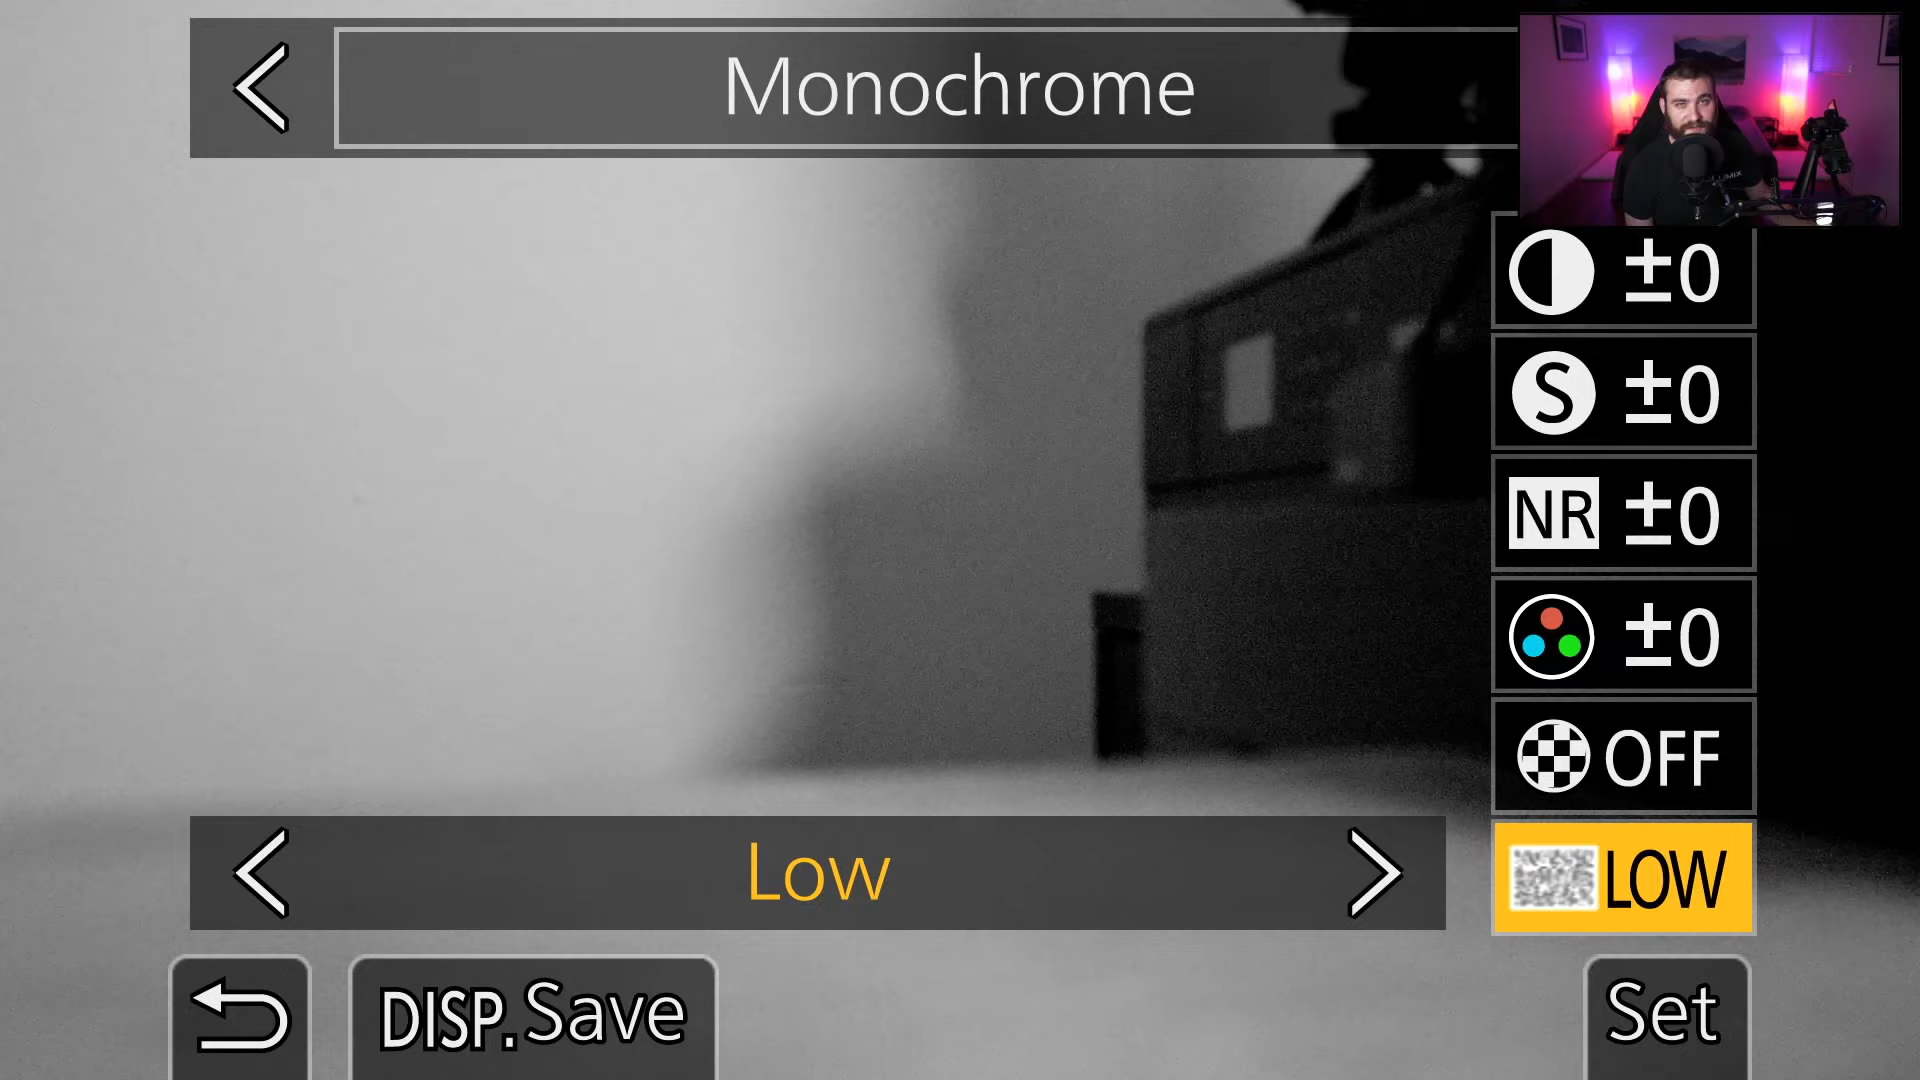 Monochrome
±0
S ±0
NR ±0
±0
OFF
Low
LOW
DISP. Save
Set